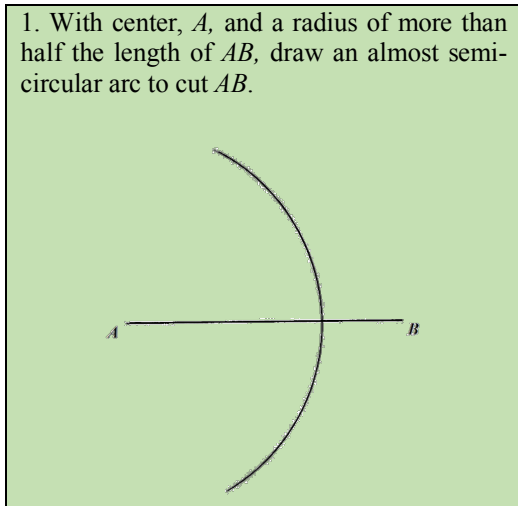 1. With center, A, and a radius of more than
half the length of AB, draw an almost semi-
circular arc to cut AB.
A
B